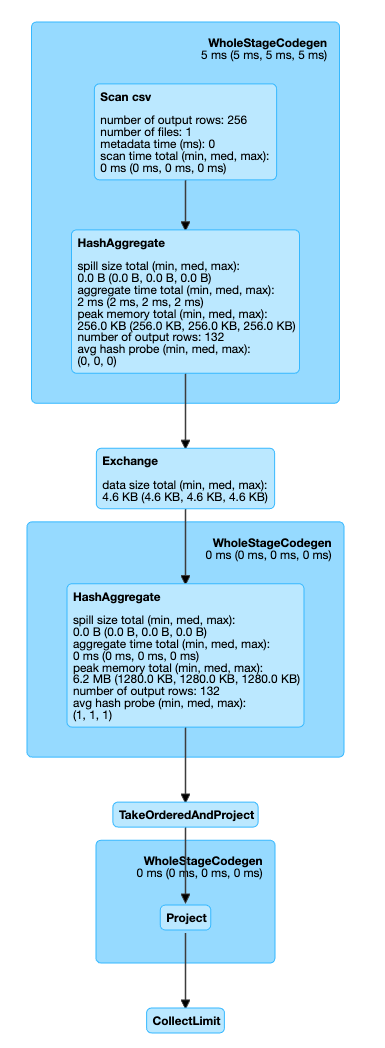 WholeStageCodegen
5 ms (5 ms, 5 ms, 5 ms)
Scan csv
number of output rows: 256
number of files: 1
metadata time (ms): 0
scan time total (min, med, max):
0 ms (0 ms, 0 ms, 0 ms)
HashAggregate
spill size total (min, med, max):
0.0 B (0.0 B, 0.0 B, 0.0 B)
aggregate time total (min, med, max):
2 ms (2 ms, 2 ms, 2 ms)
peak memory total (min, med, max):
256.0 KB (256.0 KB, 256.0 KB, 256.0 KB)
number of output rows: 132
avg hash probe (min, med, max):
(0, 0, 0)
Exchange
data size total (min, med, max):
4.6 KB (4.6 KB, 4.6 KB, 4.6 KB)
WholeStageCodegen
0 ms (0 ms, 0 ms, 0 ms)
HashAggregate
spill size total (min, med, max):
0.0 B (0.0 B, 0.0 B, 0.0 B)
aggregate time total (min, med, max):
0 ms (0 ms, 0 ms, 0 ms)
peak memory total (min, med, max):
6.2 MB (1280.0 KB, 1280.0 KB, 1280.0 KB)
number of output rows: 132
avg hash probe (min, med, max):
(1, 1, 1)
TakeOrderedAndProject
WholeStageCodegen
0 ms (0 ms, 0 ms, 0 ms)
Project
CollectLimit